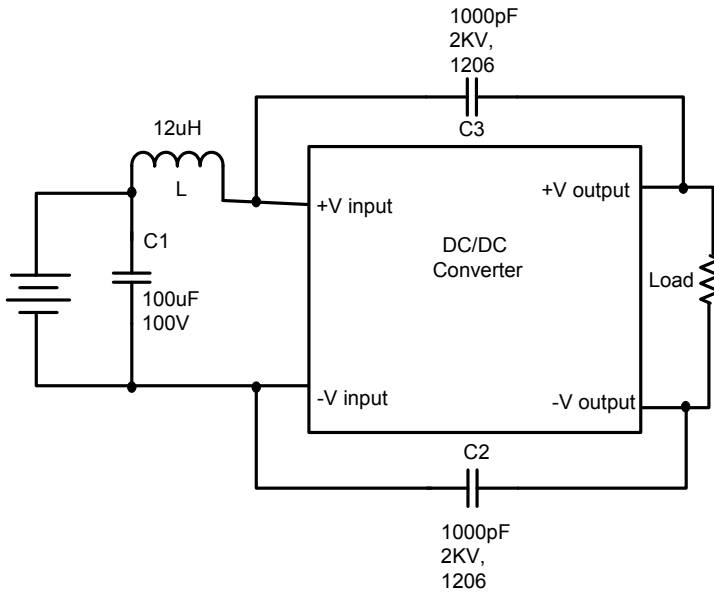 1000pF
2KV,
1206
C3
12uH
L
+V input
+V output
C1
DC/DC
Converter
Load
100uF
100V
-V input
-V output
C2
1000pF
2KV,
1206